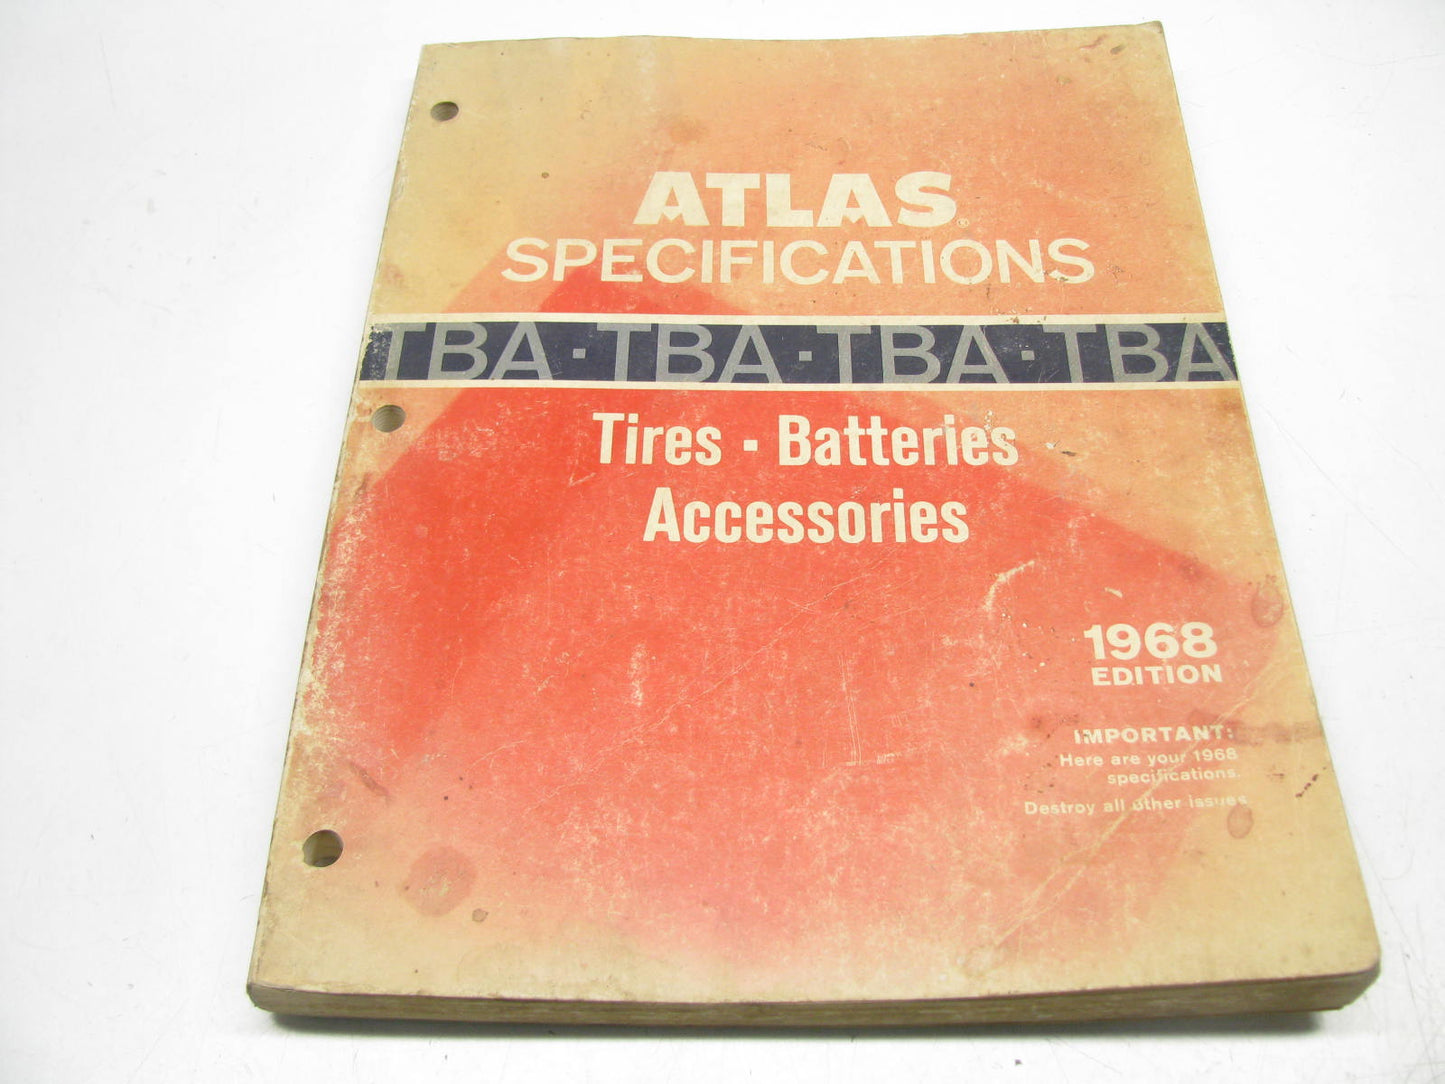 ATLAS®
SPECIFICATIONS
TBA · TBA · TBA · TBA
Tires · Batteries
Accessories
1968
EDITION
IMPORTANT:
Here are your 1968
specifications.
Destroy all other issues